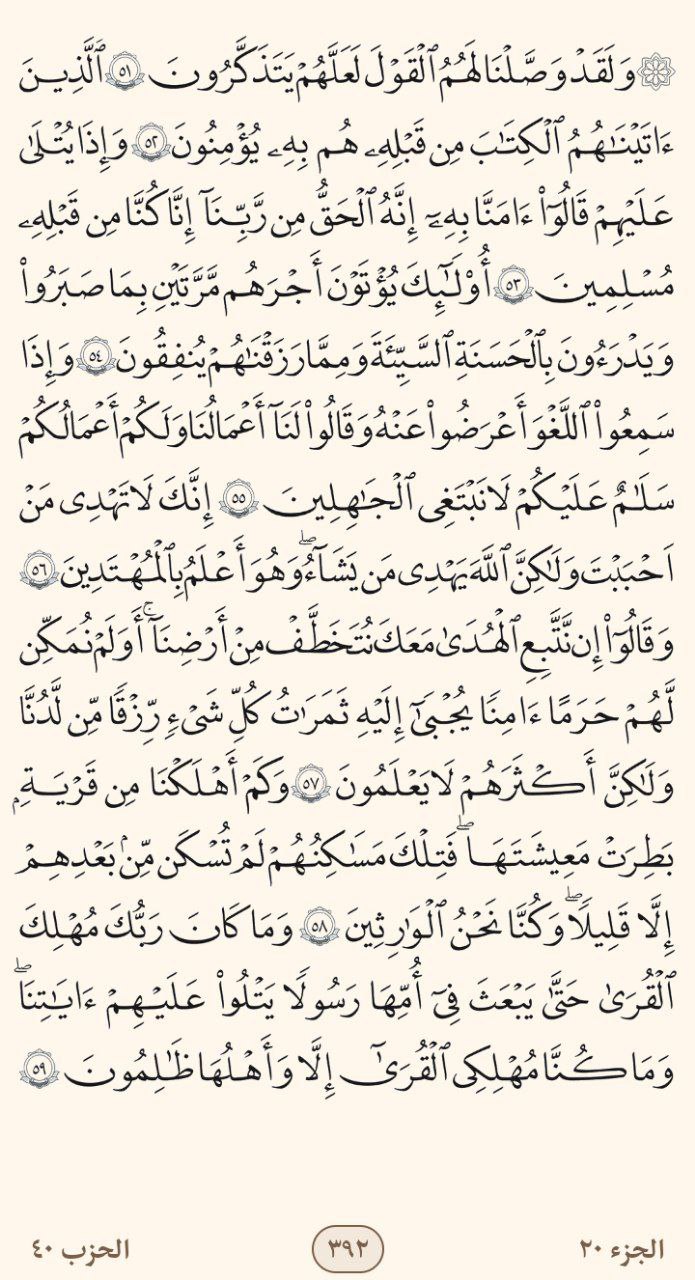 ۞ وَلَقَدۡ وَصَّلۡنَا لَهُمُ ٱلۡقَوۡلَ لَعَلَّهُمۡ يَتَذَكَّرُونَ ٥١ ٱلَّذِينَ
ءَاتَيۡنَٰهُمُ ٱلۡكِتَٰبَ مِن قَبۡلِهِۦ هُم بِهِۦ يُؤۡمِنُونَ ٥٢ وَإِذَا يُتۡلَىٰ
عَلَيۡهِمۡ قَالُوٓاْ ءَامَنَّا بِهِۦٓ إِنَّهُ ٱلۡحَقُّ مِن رَّبِّنَآ إِنَّا كُنَّا مِن قَبۡلِهِۦ
مُسۡلِمِينَ ٥٣ أُوْلَٰٓئِكَ يُؤۡتَوۡنَ أَجۡرَهُم مَّرَّتَيۡنِ بِمَا صَبَرُواْ
وَيَدۡرَءُونَ بِٱلۡحَسَنَةِ ٱلسَّيِّئَةَ وَمِمَّا رَزَقۡنَٰهُمۡ يُنفِقُونَ ٥٤ وَإِذَا
سَمِعُواْ ٱللَّغۡوَ أَعۡرَضُواْ عَنۡهُ وَقَالُواْ لَنَآ أَعۡمَٰلُنَا وَلَكُمۡ أَعۡمَٰلُكُمۡ
سَلَٰمٌ عَلَيۡكُمۡ لَا نَبۡتَغِي ٱلۡجَٰهِلِينَ ٥٥ إِنَّكَ لَا تَهۡدِي مَنۡ
أَحۡبَبۡتَ وَلَٰكِنَّ ٱللَّهَ يَهۡدِي مَن يَشَآءُۖ وَهُوَ أَعۡلَمُ بِٱلۡمُهۡتَدِينَ ٥٦
وَقَالُوٓاْ إِن نَّتَّبِعِ ٱلۡهُدَىٰ مَعَكَ نُتَخَطَّفۡ مِنۡ أَرۡضِنَآۚ أَوَلَمۡ نُمَكِّن
لَّهُمۡ حَرَمًا ءَامِنٗا يُجۡبَىٰٓ إِلَيۡهِ ثَمَرَٰتُ كُلِّ شَيۡءٖ رِّزۡقٗا مِّن لَّدُنَّا
وَلَٰكِنَّ أَكۡثَرَهُمۡ لَا يَعۡلَمُونَ ٥٧ وَكَمۡ أَهۡلَكۡنَا مِن قَرۡيَةِۭ
بَطِرَتۡ مَعِيشَتَهَاۖ فَتِلۡكَ مَسَٰكِنُهُمۡ لَمۡ تُسۡكَن مِّنۢ بَعۡدِهِمۡ
إِلَّا قَلِيلٗاۖ وَكُنَّا نَحۡنُ ٱلۡوَٰرِثِينَ ٥٨ وَمَا كَانَ رَبُّكَ مُهۡلِكَ
ٱلۡقُرَىٰ حَتَّىٰ يَبۡعَثَ فِيٓ أُمِّهَا رَسُولٗا يَتۡلُواْ عَلَيۡهِمۡ ءَايَٰتِنَاۖ
وَمَا كُنَّا مُهۡلِكِي ٱلۡقُرَىٰٓ إِلَّا وَأَهۡلُهَا ظَٰلِمُونَ ٥٩
الجزء ٢٠ ٣٩٢ الحزب ٤٠